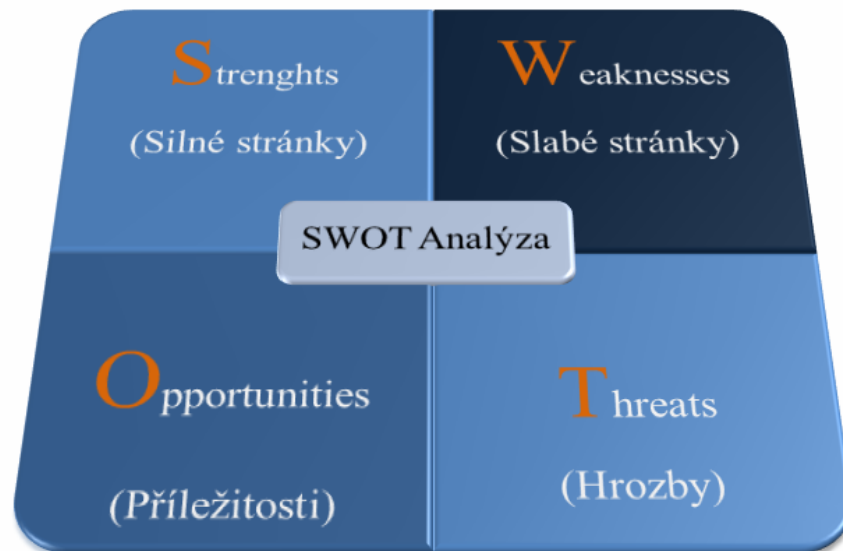 Strenghts
(Silné stránky)
Weaknesses
(Slabé stránky)
SWOT Analýza
Opportunities
(Příležitosti)
Threats
(Hrozby)